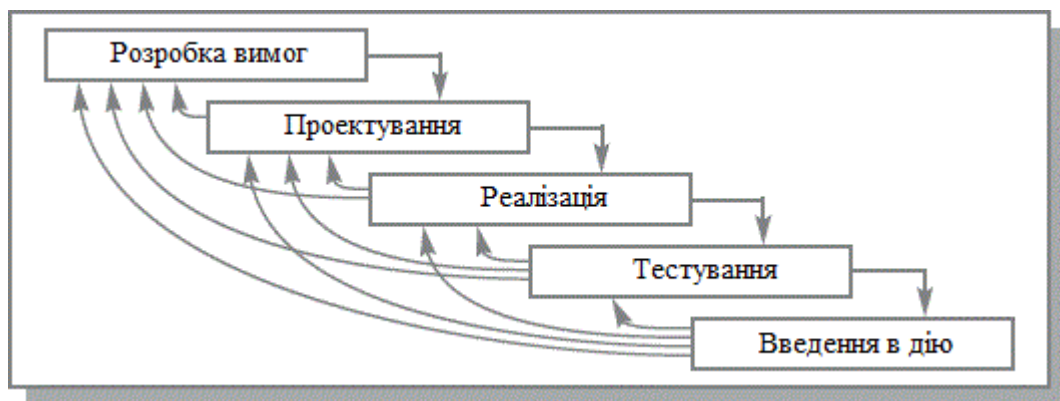 Розробка вимог
Проектування
Реалізація
Тестування
Введення в дію